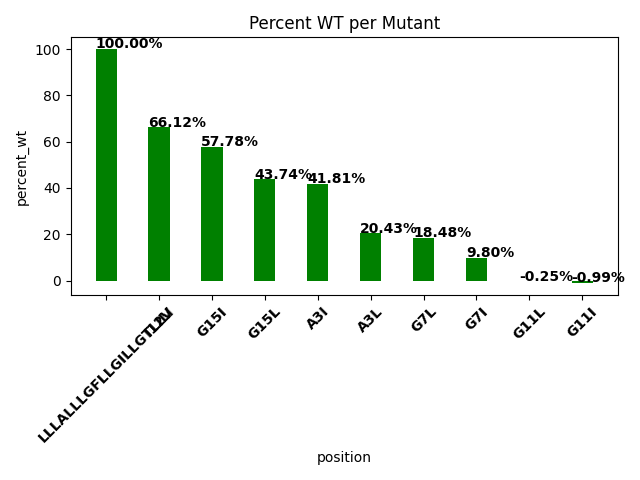 Percent WT per Mutant
100.00%
66.12%
57.78%
43.74%
41.81%
20.43%
18.48%
9.80%
-0.25%
-0.99%
percent_wt
100
80
60
40
20
0
G15I
G15L
A3I
A3L
G7L
G7I
G11L
G11I
position